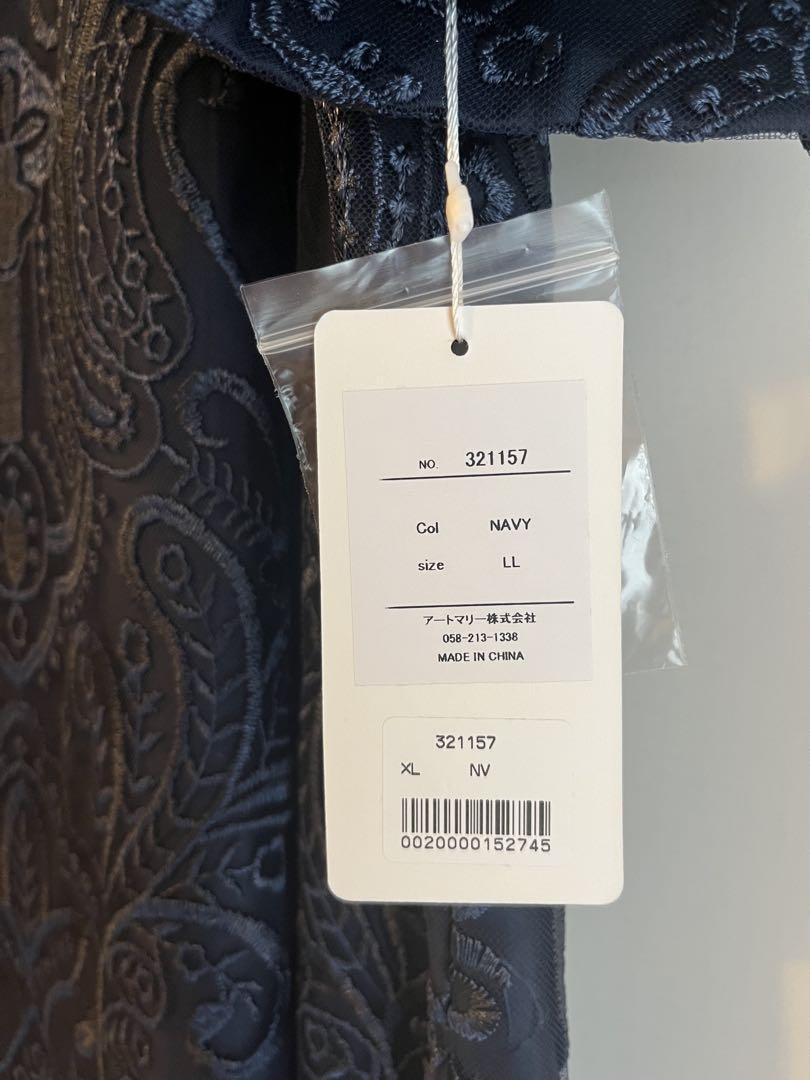 NO. 321157
Col NAVY
size LL
アートマリー株式会社
058-213-1338
MADE IN CHINA
321157
XL NV
0020000152745